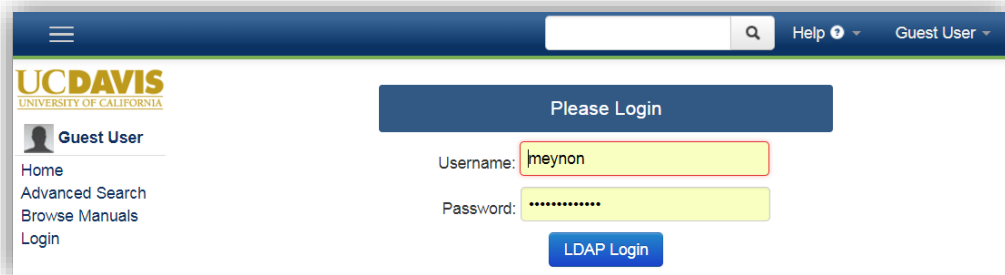 Help ? Guest User
UCDAVIS
UNIVERSITY OF CALIFORNIA
Guest User
Home
Advanced Search
Browse Manuals
Login
Please Login
Username: meynon
Password: •••••••••••••
LDAP Login